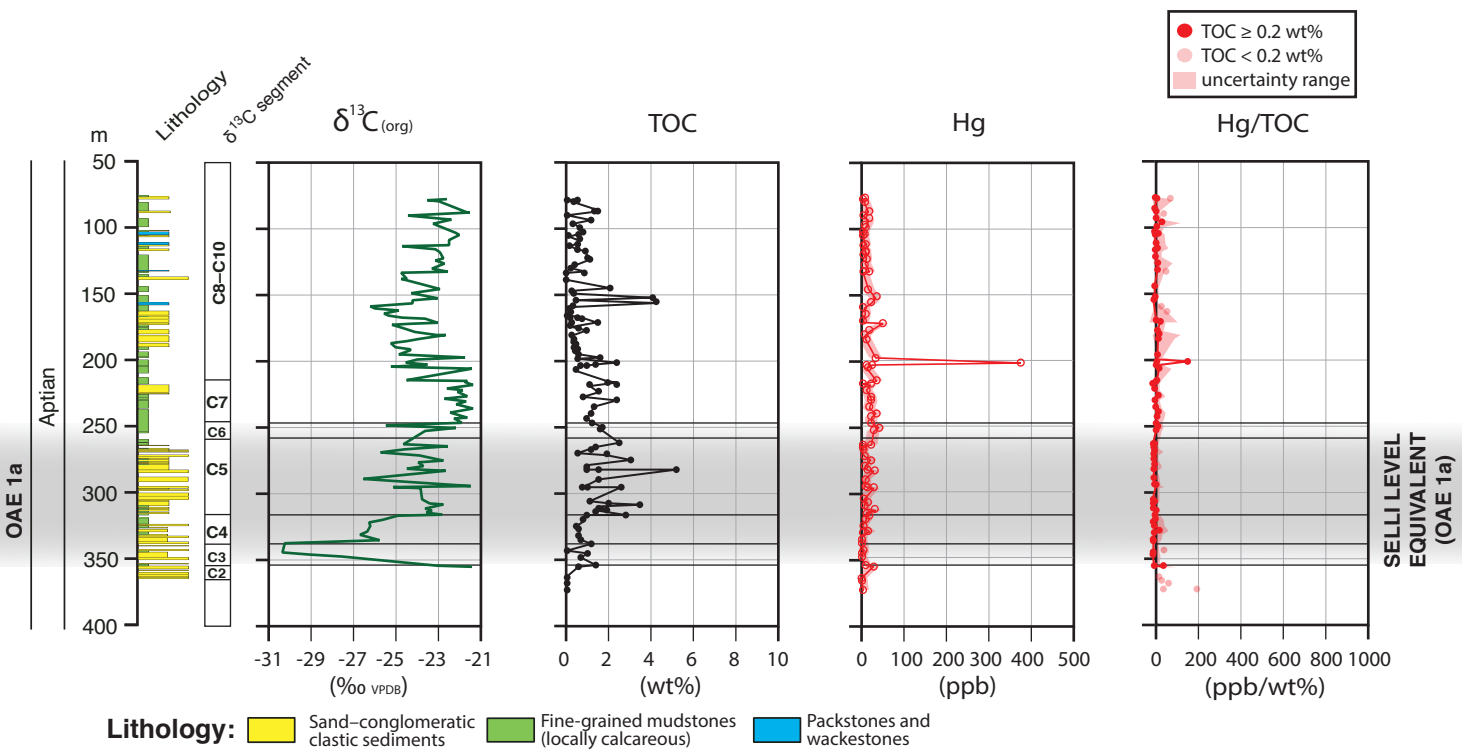 TOC ≥ 0.2 wt%
TOC < 0.2 wt%
uncertainty range
Lithology
δ¹³C segment
m
δ¹³C(org)
TOC
Hg
Hg/TOC
50
100
150
200
250
300
350
400
OAE 1a
Aptian
C8–C10
C7
C6
C5
C4
C3
C2
SELLI LEVEL
EQUIVALENT
(OAE 1a)
-31 -29 -27 -25 -23 -21
(‰ VPDB)
0 2 4 6 8 10
(wt%)
0 100 200 300 400 500
(ppb)
0 200 400 600 800 1000
(ppb/wt%)
Lithology:
Sand–conglomeratic
clastic sediments
Fine-grained mudstones
(locally calcareous)
Packstones and
wackestones